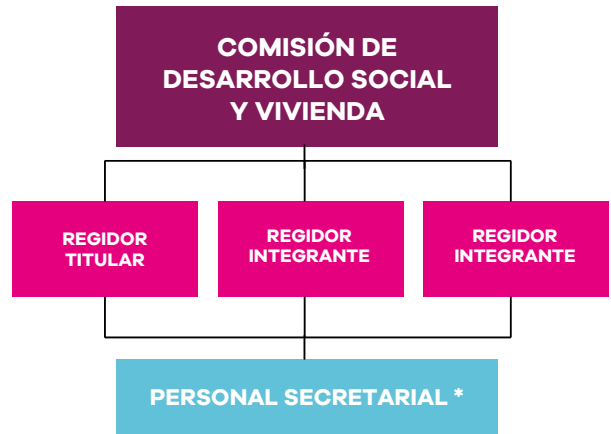 COMISIÓN DE
DESARROLLO SOCIAL
Y VIVIENDA
REGIDOR
TITULAR
REGIDOR
INTEGRANTE
REGIDOR
INTEGRANTE
PERSONAL SECRETARIAL *